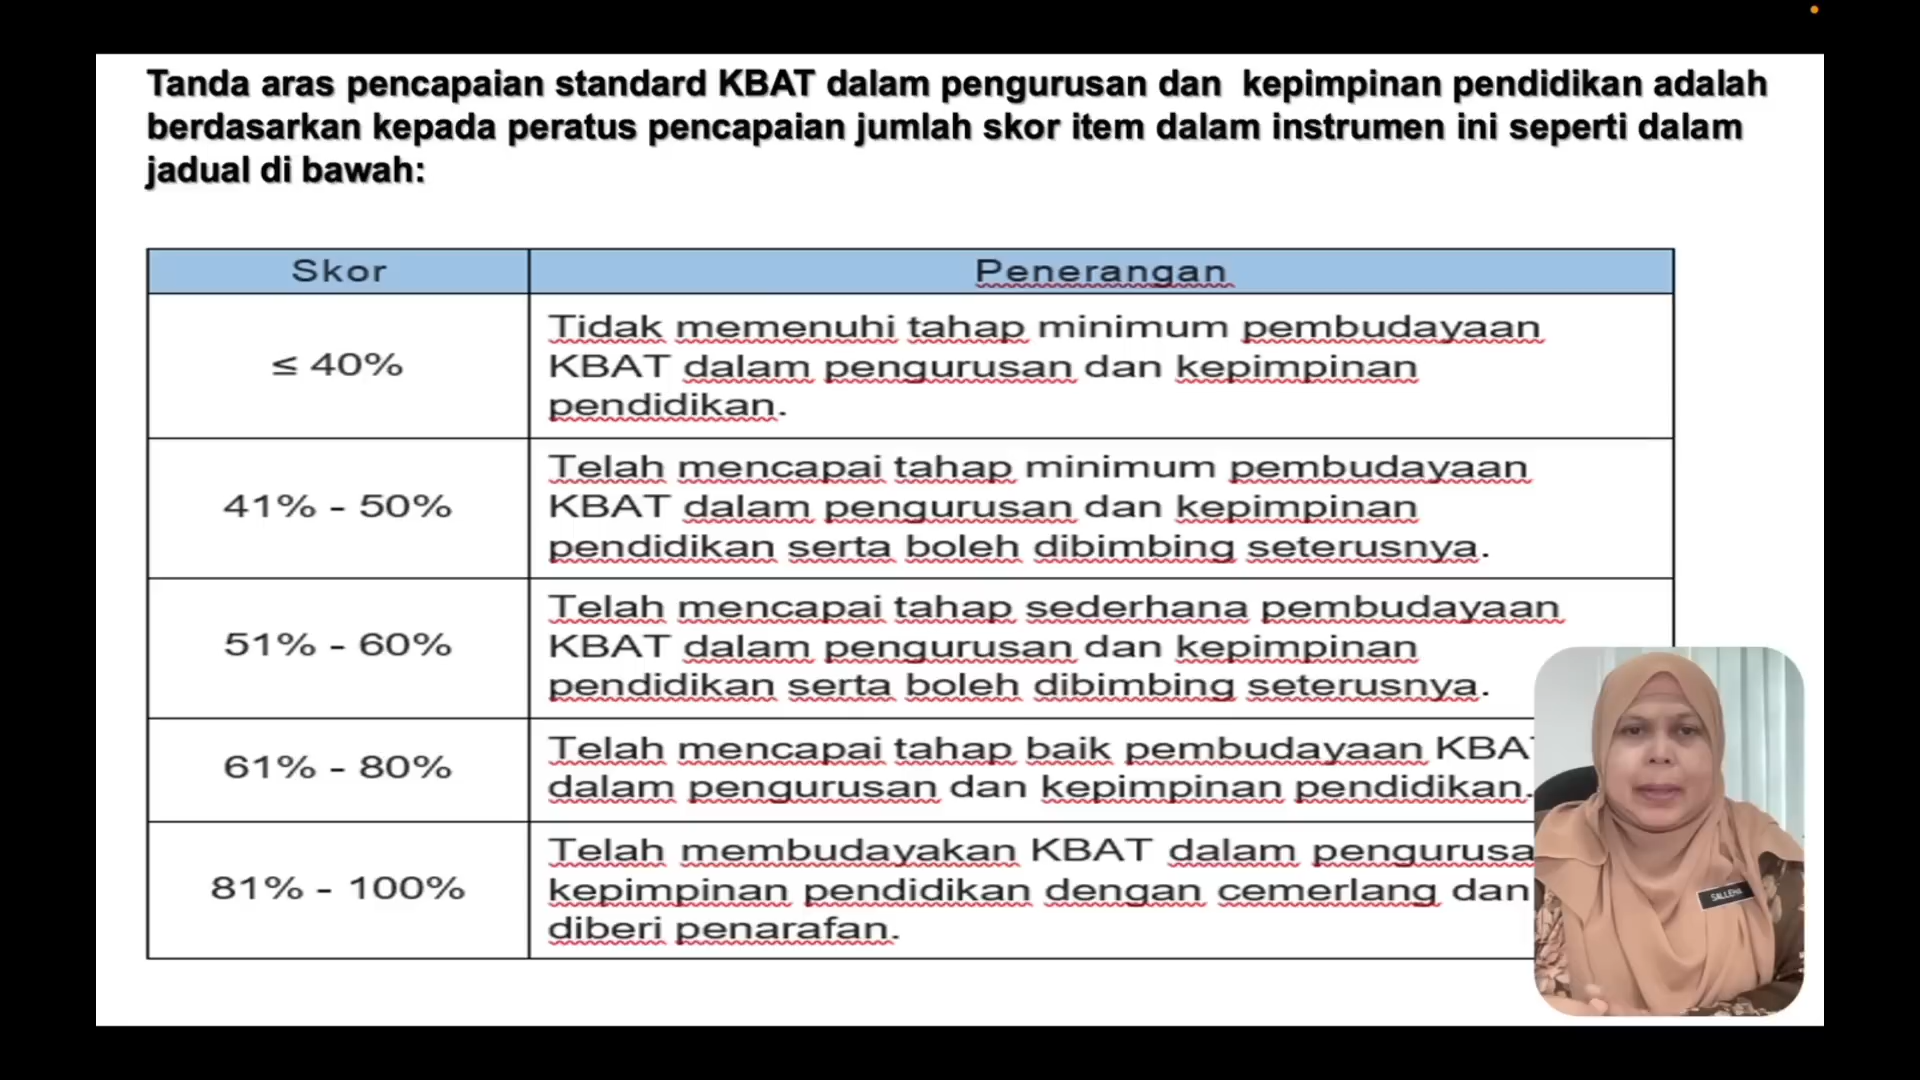 Tanda aras pencapaian standard KBAT dalam pengurusan dan kepimpinan pendidikan adalah
berdasarkan kepada peratus pencapaian jumlah skor item dalam instrumen ini seperti dalam
jadual di bawah:
Skor
Penerangan
≤ 40%
Tidak memenuhi tahap minimum pembudayaan
KBAT dalam pengurusan dan kepimpinan
pendidikan.
41% - 50%
Telah mencapai tahap minimum pembudayaan
KBAT dalam pengurusan dan kepimpinan
pendidikan serta boleh dibimbing seterusnya.
51% - 60%
Telah mencapai tahap sederhana pembudayaan
KBAT dalam pengurusan dan kepimpinan
pendidikan serta boleh dibimbing seterusnya.
61% - 80%
Telah mencapai tahap baik pembudayaan KBA
dalam pengurusan dan kepimpinan pendidikan.
81% - 100%
Telah membudayakan KBAT dalam pengurusa
kepimpinan pendidikan dengan cemerlang dan
diberi penarafan.
SALLEHA